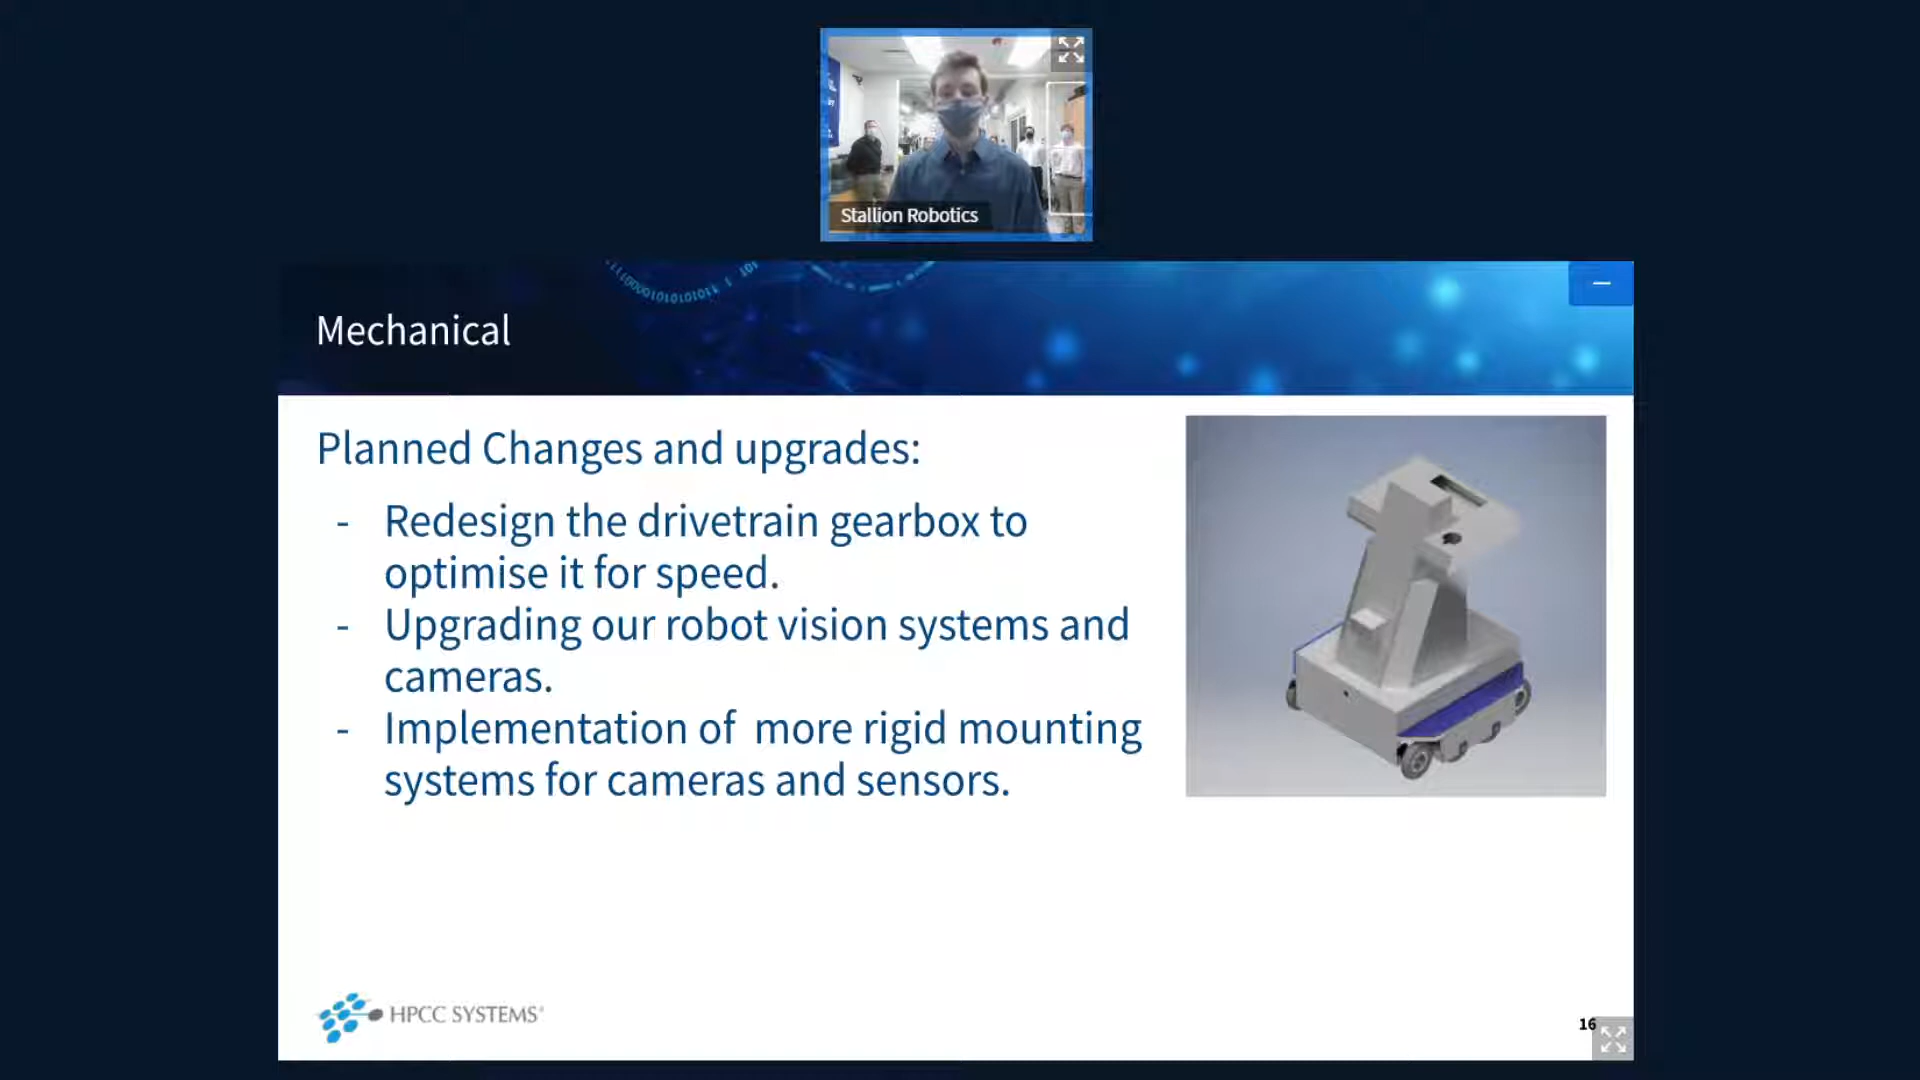 Stallion Robotics
Mechanical
Planned Changes and upgrades:
- Redesign the drivetrain gearbox to
optimise it for speed.
- Upgrading our robot vision systems and
cameras.
- Implementation of  more rigid mounting
systems for cameras and sensors.
HPCC SYSTEMS®
16